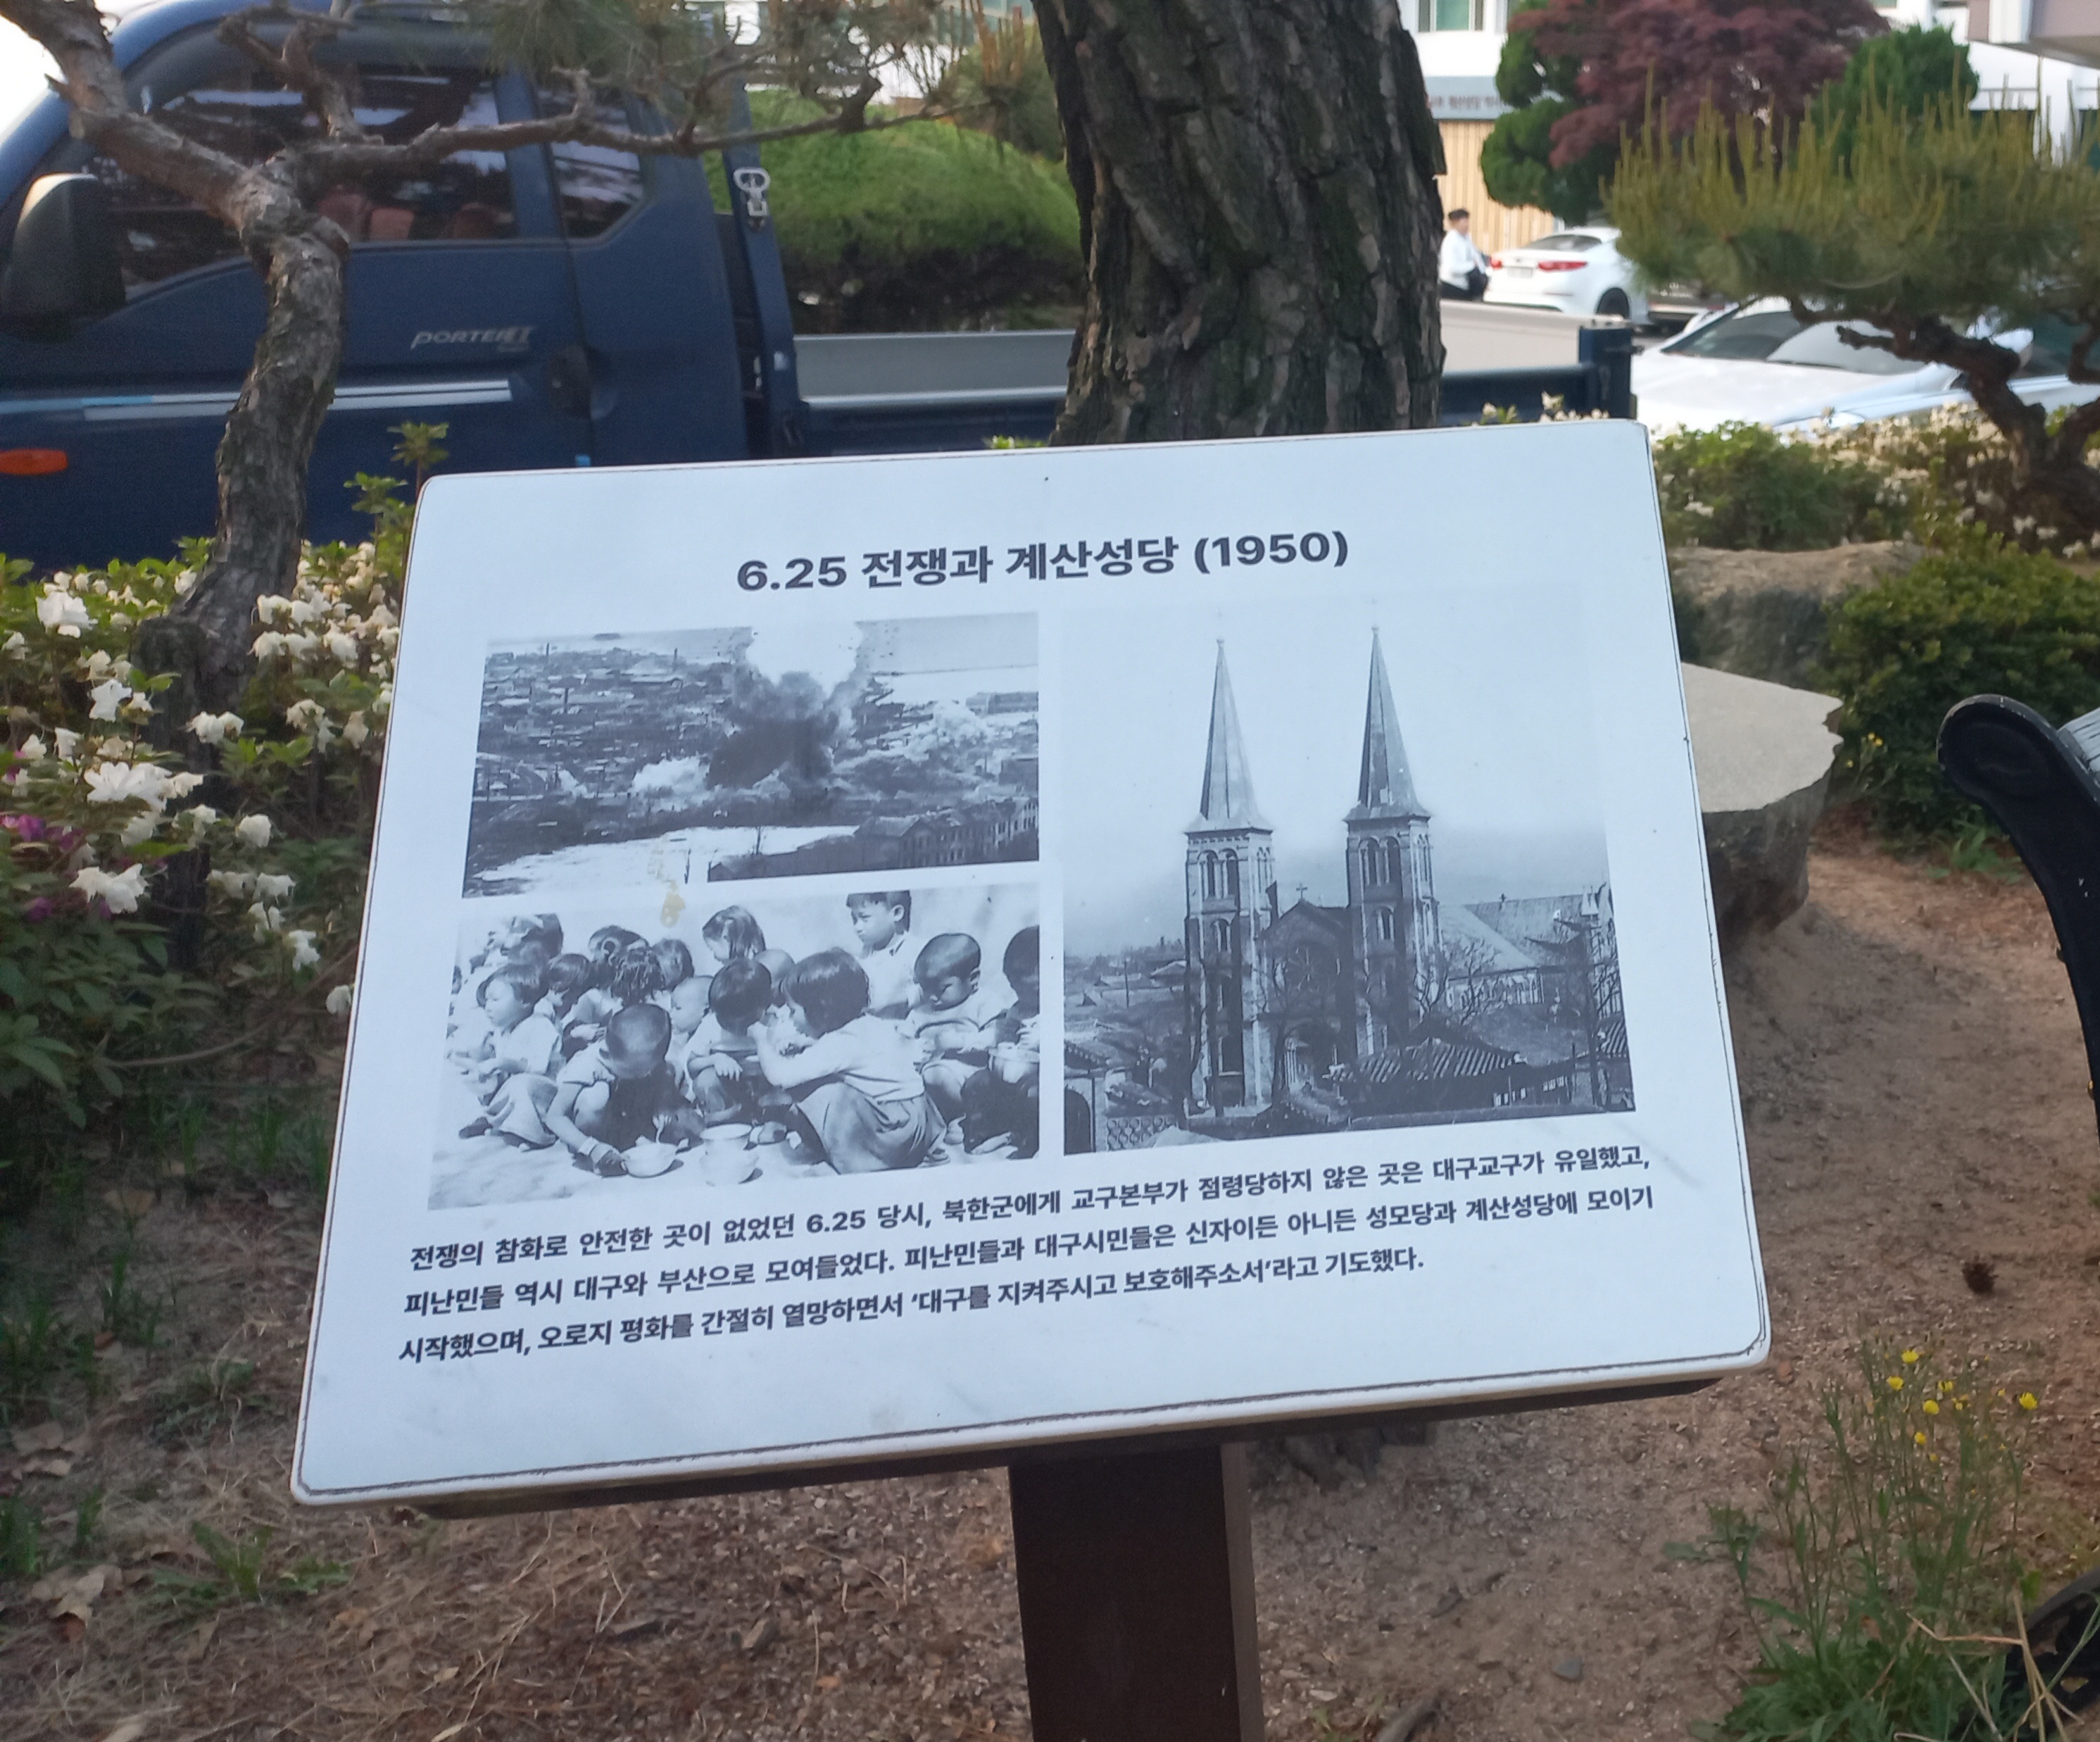 PORTER II
6.25 전쟁과 계산성당 (1950)
전쟁의 참화로 안전한 곳이 없었던 6.25 당시, 북한군에게 교구본부가 점령당하지 않은 곳은 대구교구가 유일했고,
피난민들 역시 대구와 부산으로 모여들었다. 피난민들과 대구시민들은 신자이든 아니든 성모당과 계산성당에 모이기
시작했으며, 오로지 평화를 간절히 열망하면서 ‘대구를 지켜주시고 보호해주소서’라고 기도했다.